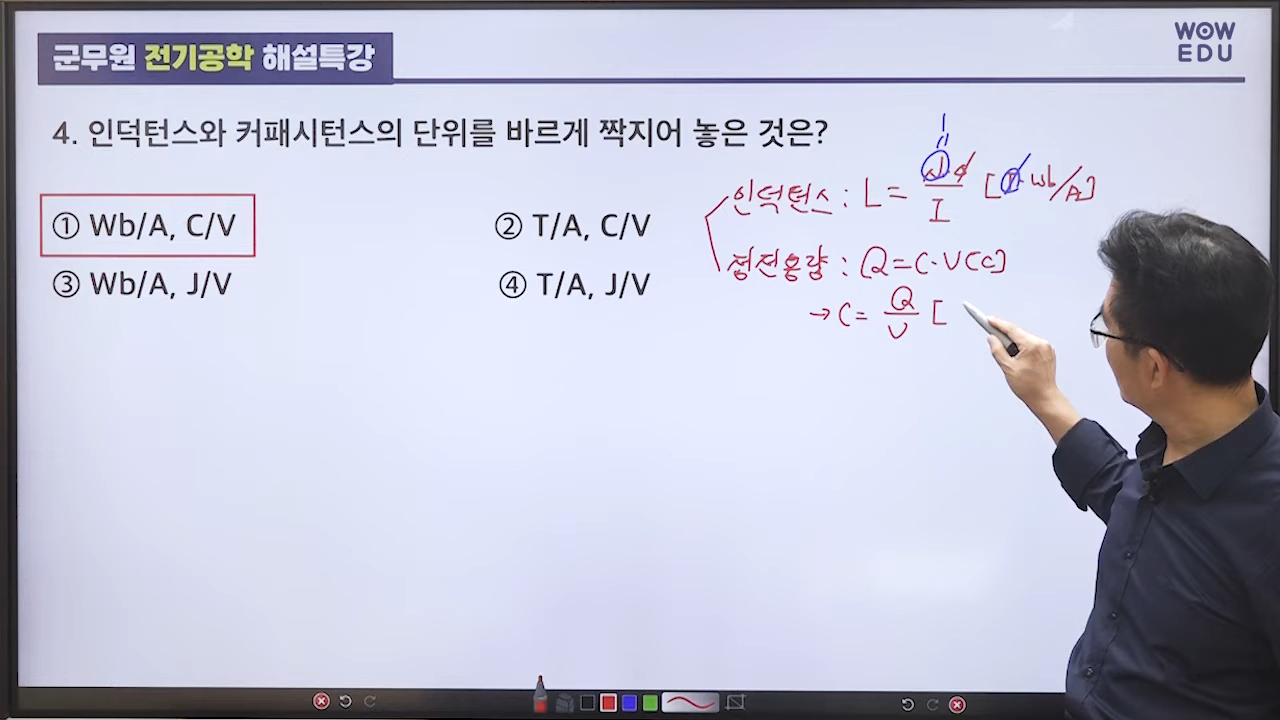 군무원 전기공학 해설특강
WOW
EDU
4. 인덕턴스와 커패시턴스의 단위를 바르게 짝지어 놓은 것은?
① Wb/A, C/V
② T/A, C/V
③ Wb/A, J/V
④ T/A, J/V
1
"
인덕턴스 : L = Nφ/I [T· Wb/A]
정전용량 : Q = C·V [C]
→ C = Q/V [